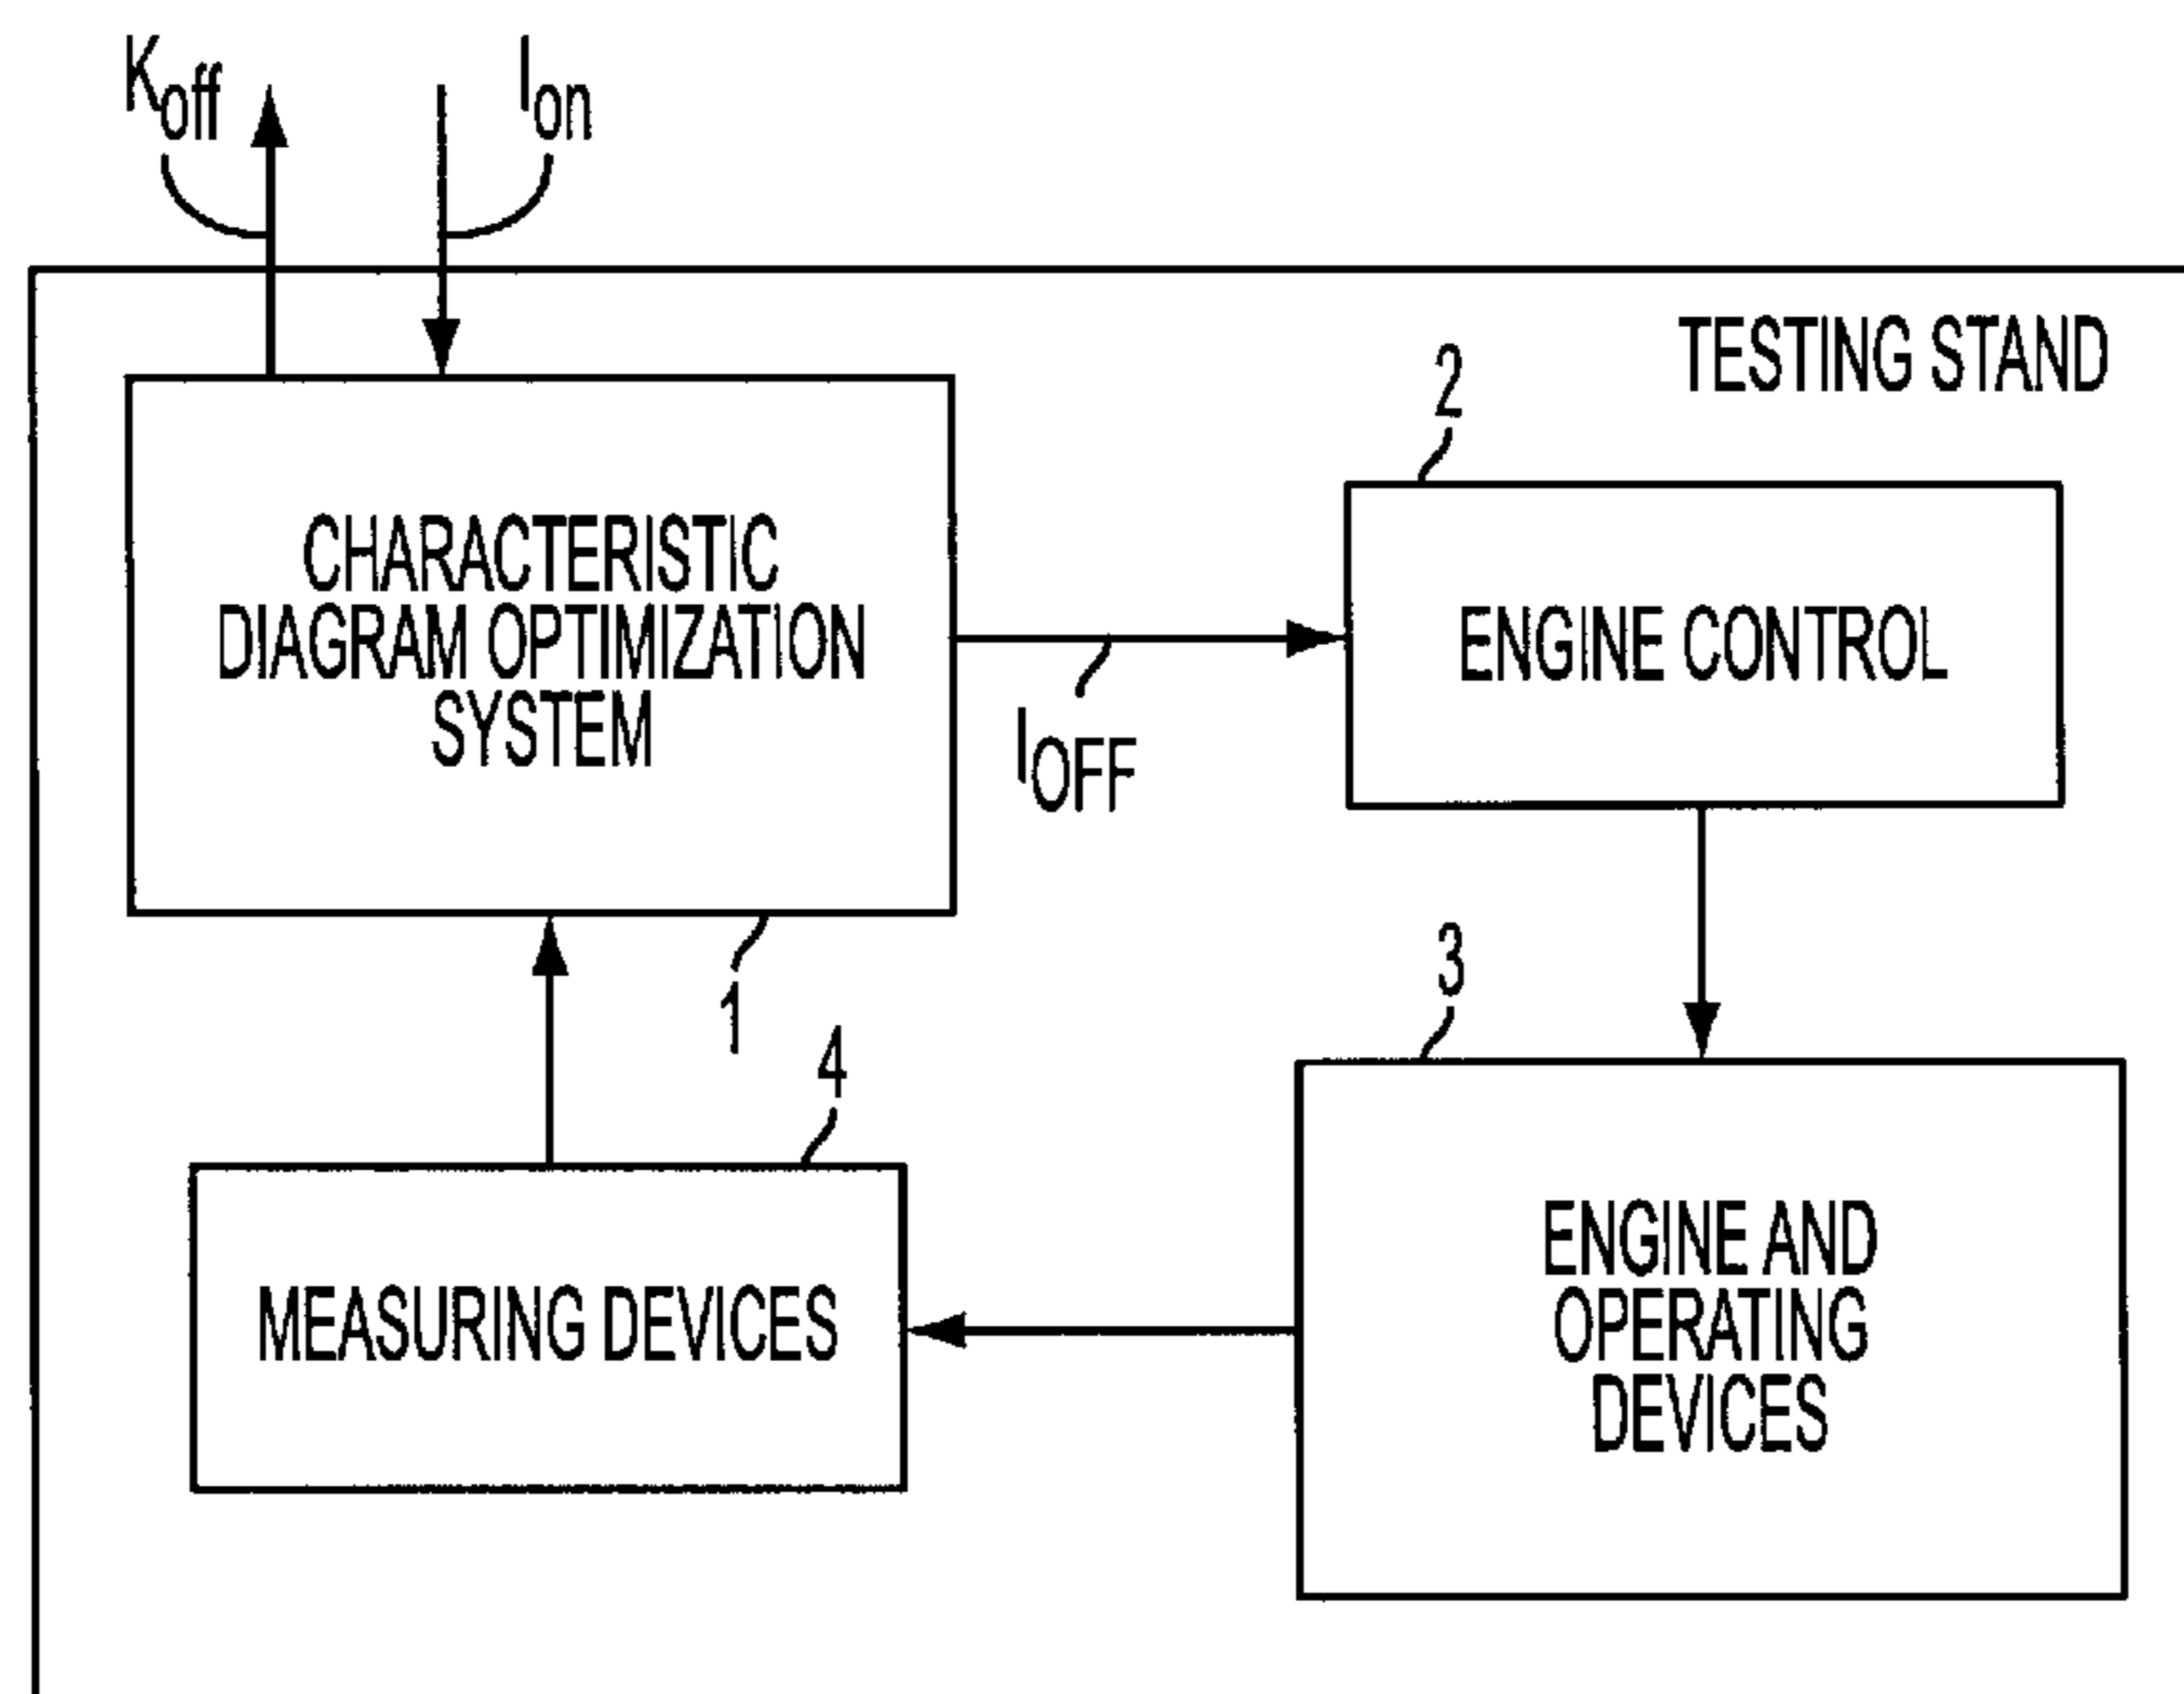 Koff
Ion
TESTING STAND
2
CHARACTERISTIC
DIAGRAM OPTIMIZATION
SYSTEM
ENGINE CONTROL
IOFF
1
3
4
MEASURING DEVICES
ENGINE AND
OPERATING
DEVICES